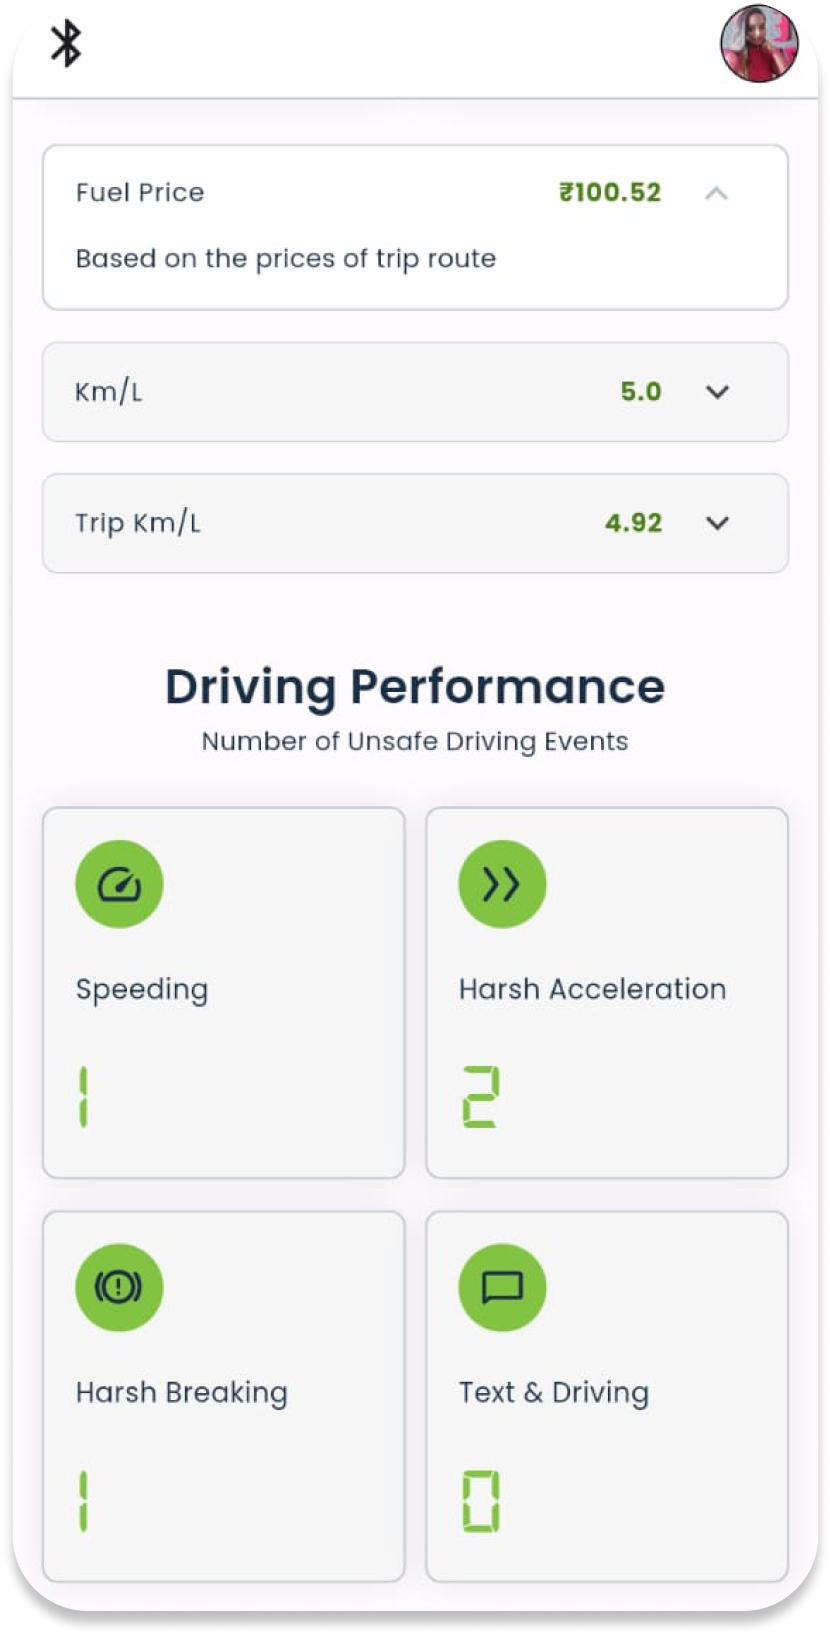 Fuel Price ₹100.52
Based on the prices of trip route
Km/L 5.0
Trip Km/L 4.92
Driving Performance
Number of Unsafe Driving Events
Speeding
1
Harsh Acceleration
2
Harsh Breaking
1
Text & Driving
0